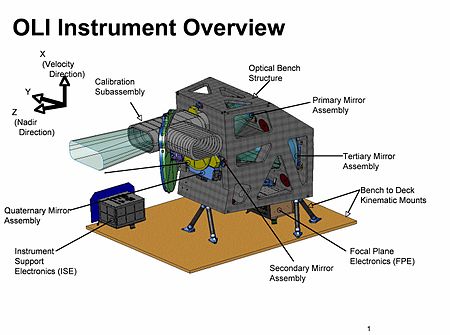 OLI Instrument Overview
X
(Velocity
Direction)
Y
Z
(Nadir
Direction)
Calibration
Subassembly
Optical Bench
Structure
Primary Mirror
Assembly
Tertiary Mirror
Assembly
Bench to Deck
Kinematic Mounts
Quaternary Mirror
Assembly
Instrument
Support
Electronics (ISE)
Focal Plane
Electronics (FPE)
Secondary Mirror
Assembly
1